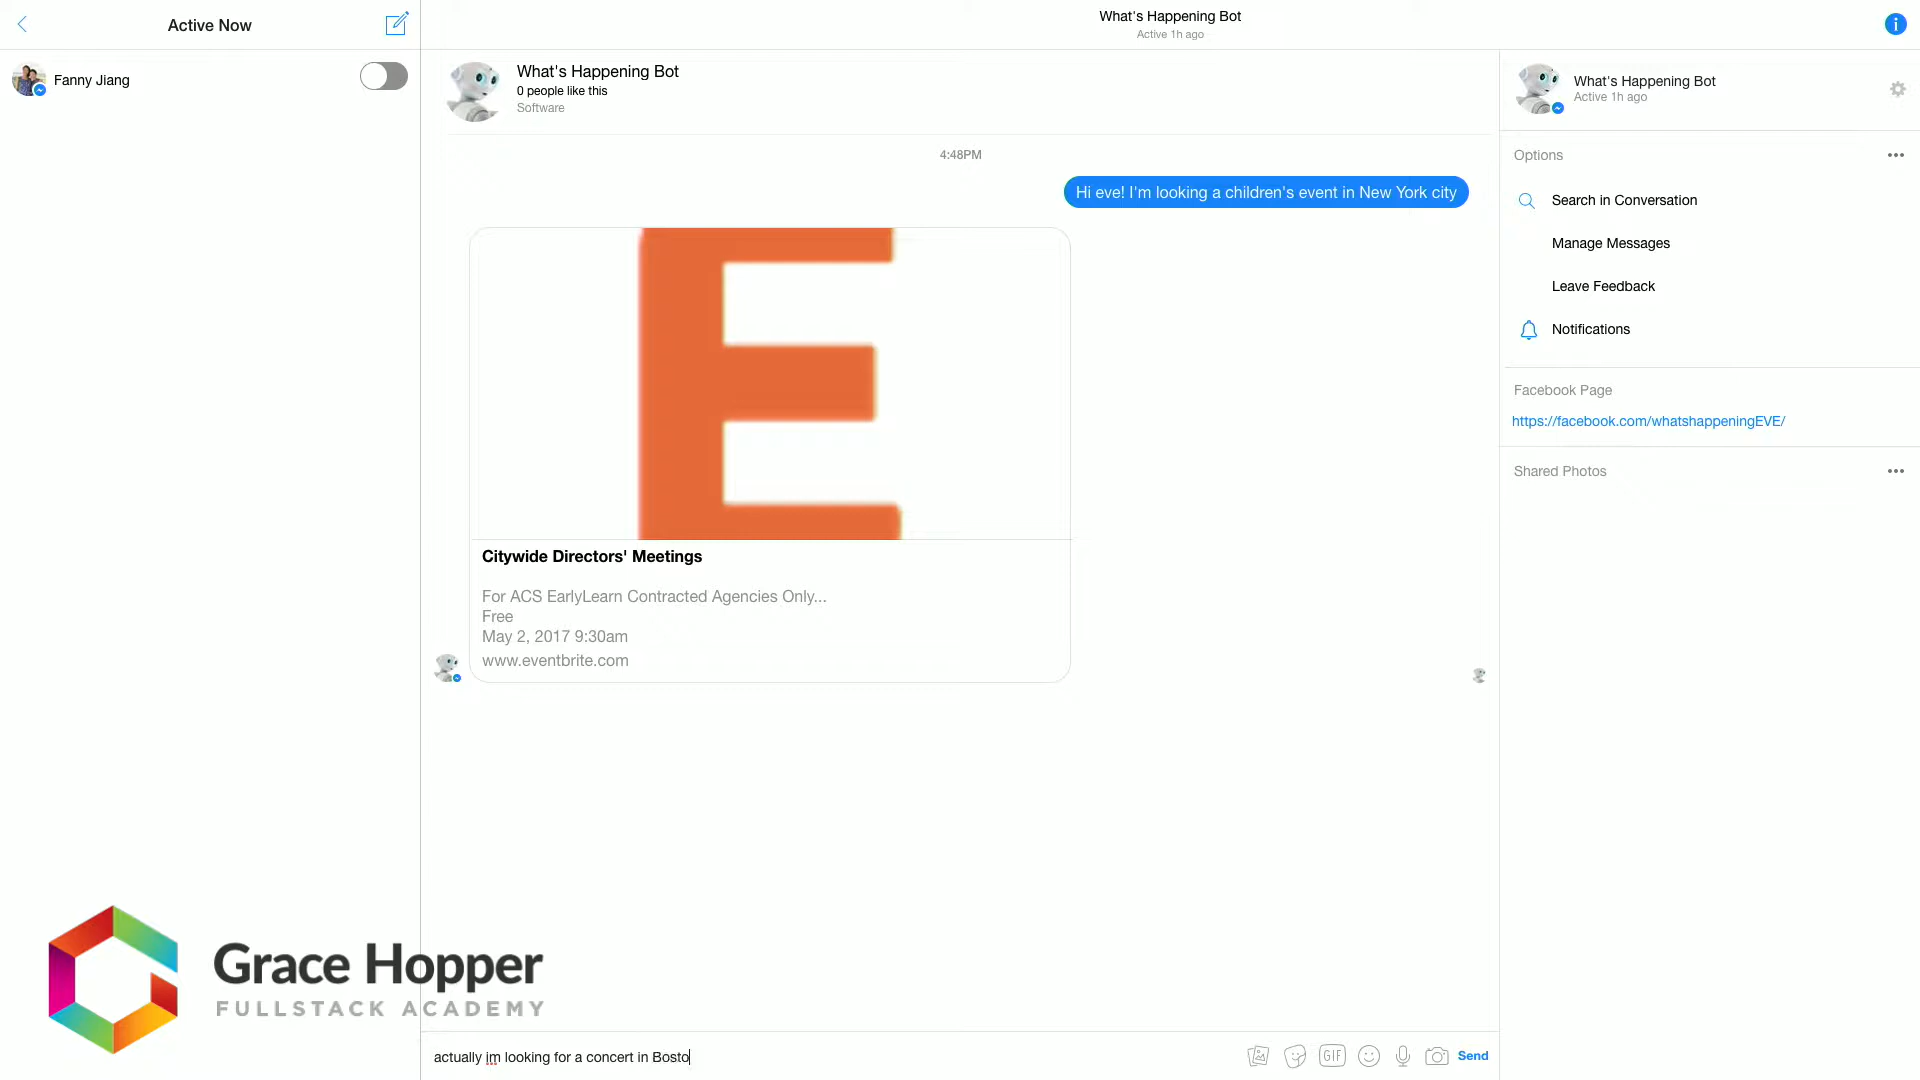 Active Now
Fanny Jiang
What's Happening Bot
Active 1h ago
What's Happening Bot
0 people like this
Software
4:48PM
Hi eve! I'm looking a children's event in New York city
E
Citywide Directors' Meetings
For ACS EarlyLearn Contracted Agencies Only...
Free
May 2, 2017 9:30am
www.eventbrite.com
actually im looking for a concert in Bosto
GIF
Send
What's Happening Bot
Active 1h ago
Options
Search in Conversation
Manage Messages
Leave Feedback
Notifications
Facebook Page
https://facebook.com/whatshappeningEVE/
Shared Photos
Grace Hopper
FULLSTACK ACADEMY